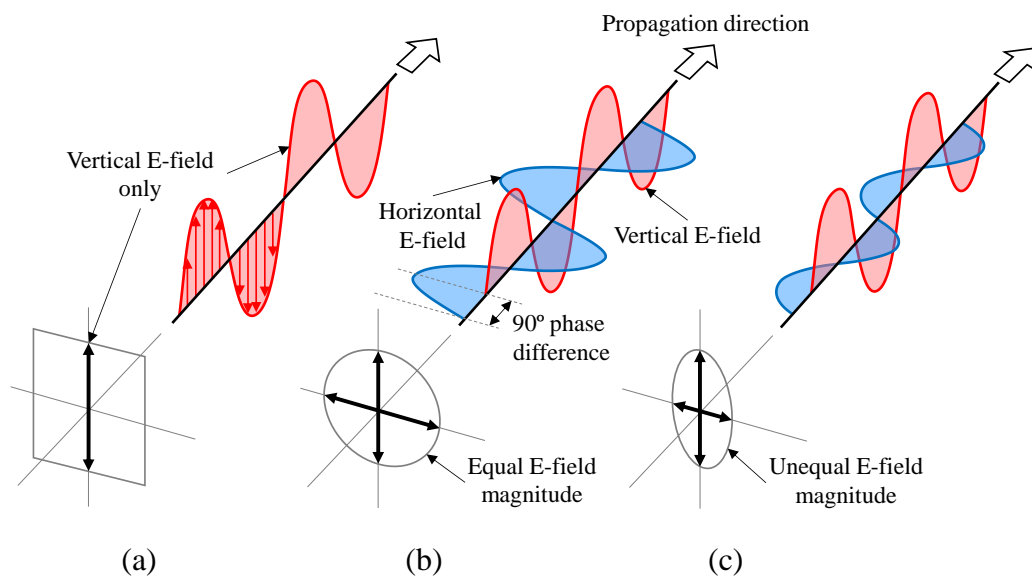 Propagation direction
Vertical E-field
only
Horizontal
E-field
Vertical E-field
90º phase
difference
Equal E-field
magnitude
Unequal E-field
magnitude
(a)
(b)
(c)